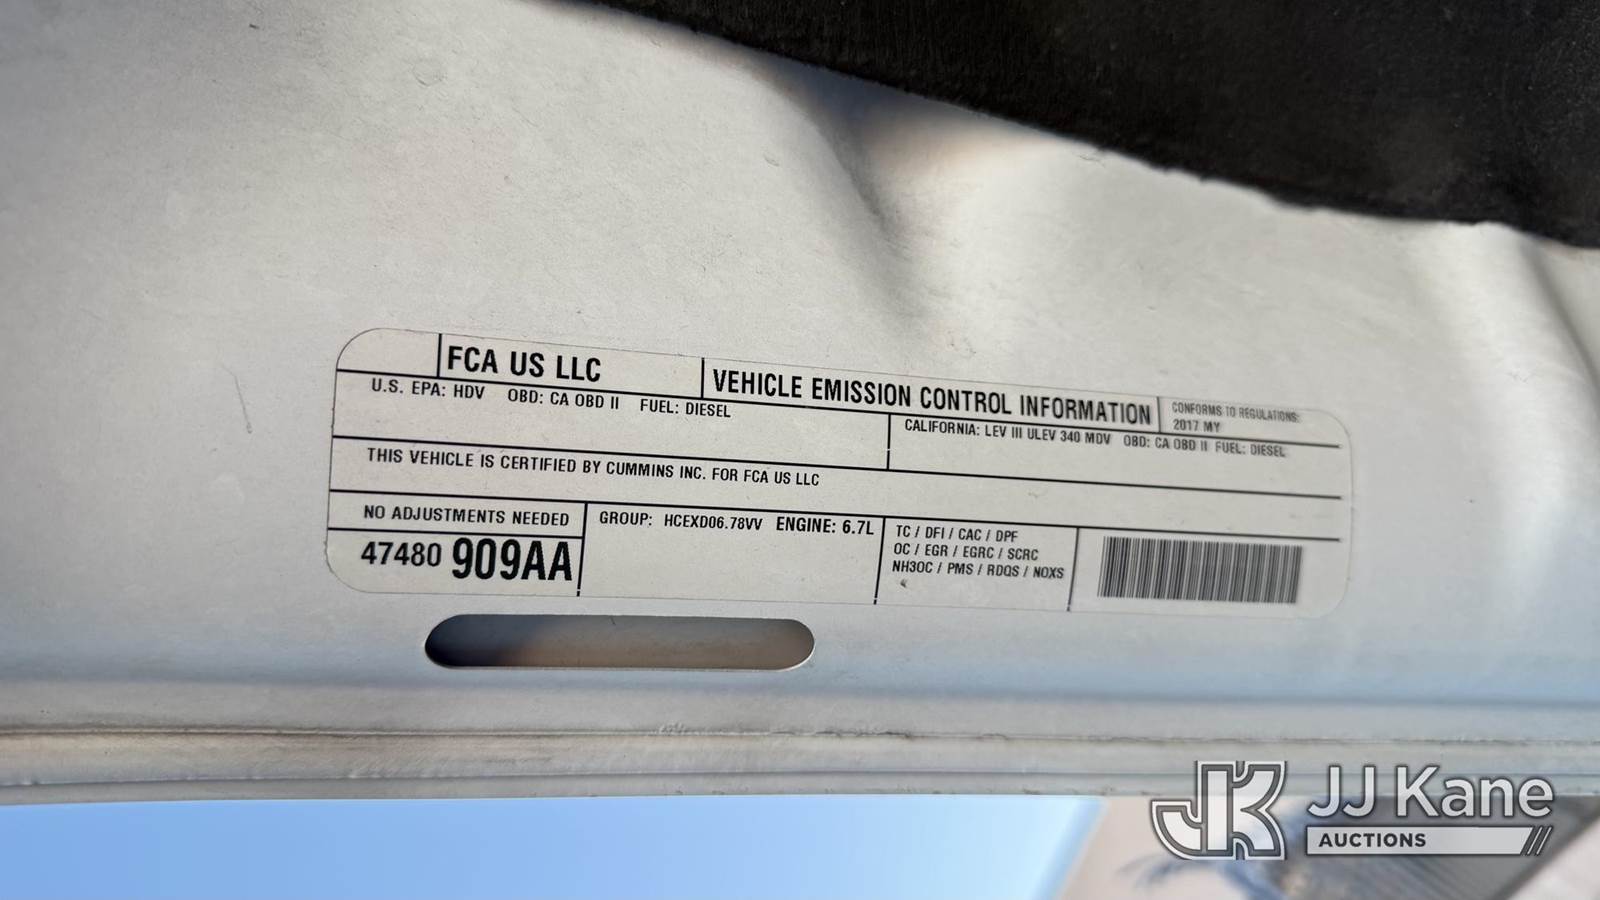 FCA US LLC
VEHICLE EMISSION CONTROL INFORMATION
CONFORMS TO REGULATIONS:
2017 MY
U.S. EPA: HDV OBD: CA OBD II FUEL: DIESEL
CALIFORNIA: LEV III ULEV 340 MDV OBD: CA OBD II FUEL: DIESEL
THIS VEHICLE IS CERTIFIED BY CUMMINS INC. FOR FCA US LLC
NO ADJUSTMENTS NEEDED
47480 909AA
GROUP: HCEXD06.78VV ENGINE: 6.7L
TC / DFI / CAC / DPF
OC / EGR / EGRC / SCRC
NH3OC / PMS / RDQS / NOXS
JK JJ Kane
AUCTIONS